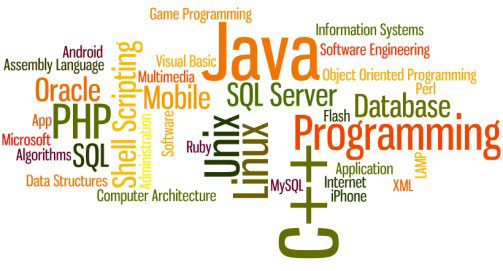 Game Programming
Java
Information Systems
Android
Visual Basic
Software Engineering
Assembly Language
Shell Scripting
Multimedia
Object Oriented Programming
Oracle
Mobile
SQL Server
Perl
App
PHP
Administration
Software
Unix
Linux
Flash
Database
Microsoft
Programming
Algorithms
SQL
Ruby
C++
LAMP
Data Structures
MySQL
Application
Internet
XML
Computer Architecture
iPhone